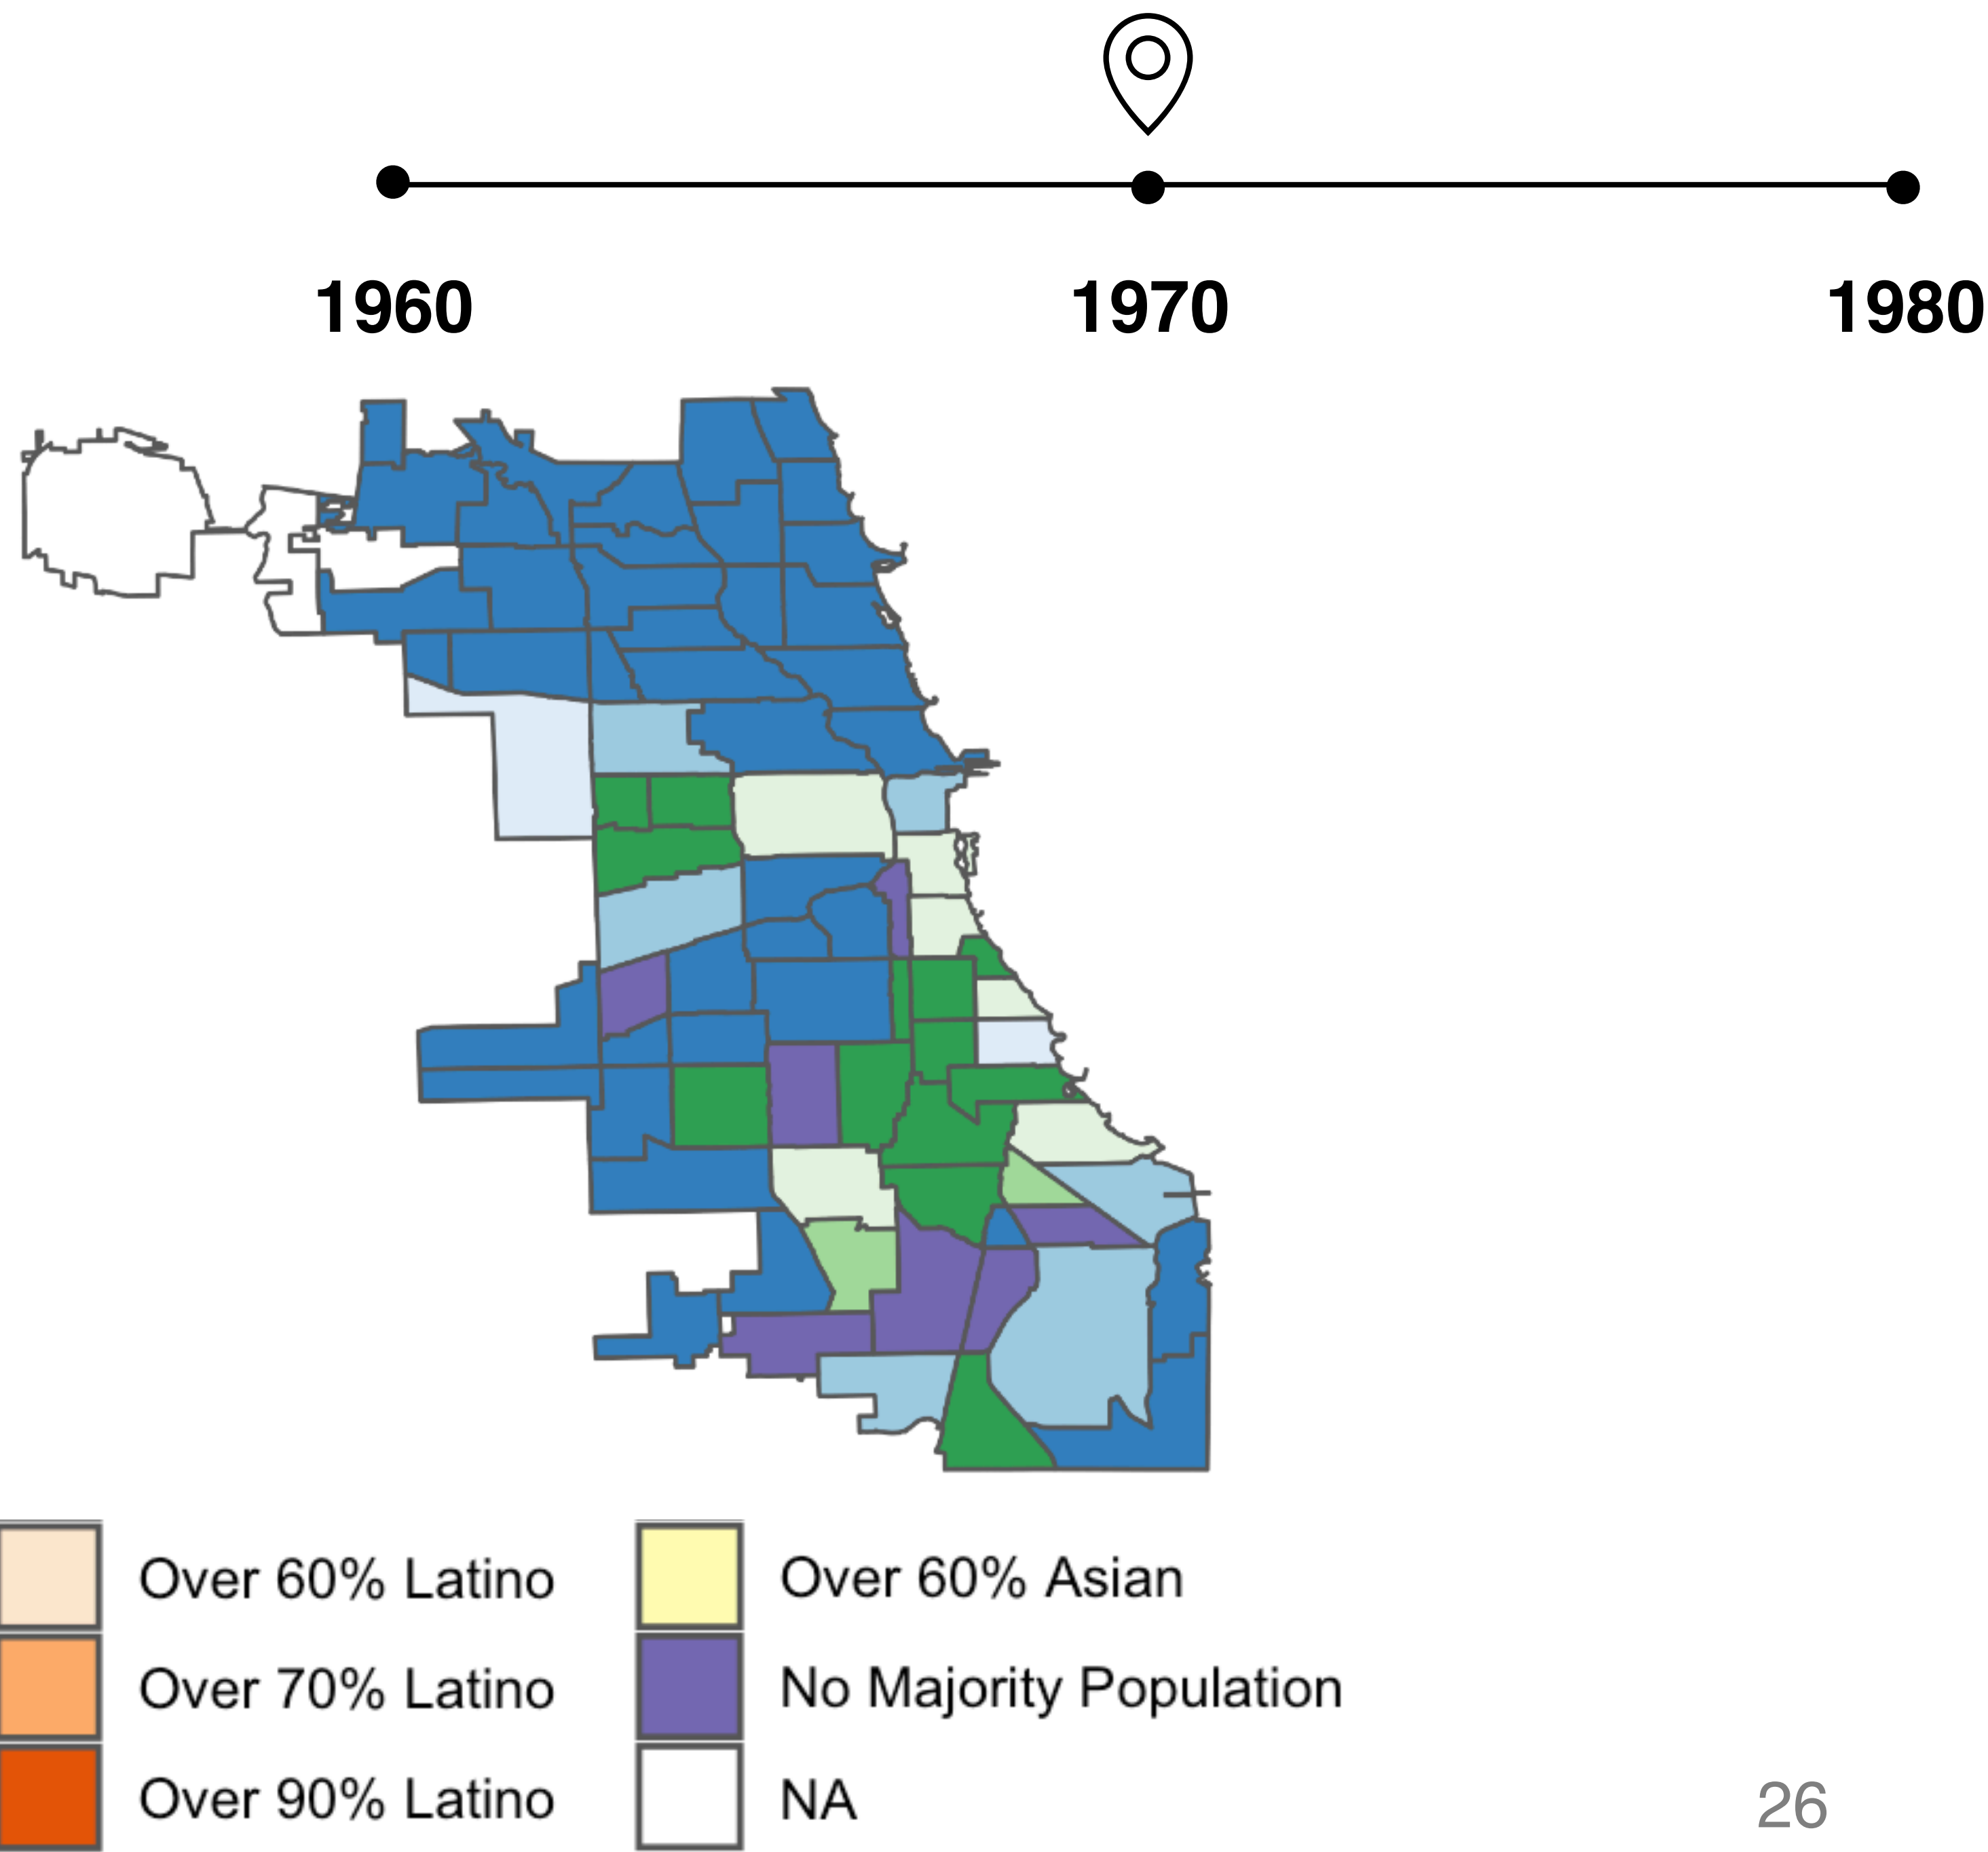 1960
1970
1980
Over 60% Latino
Over 70% Latino
Over 90% Latino
Over 60% Asian
No Majority Population
NA
26